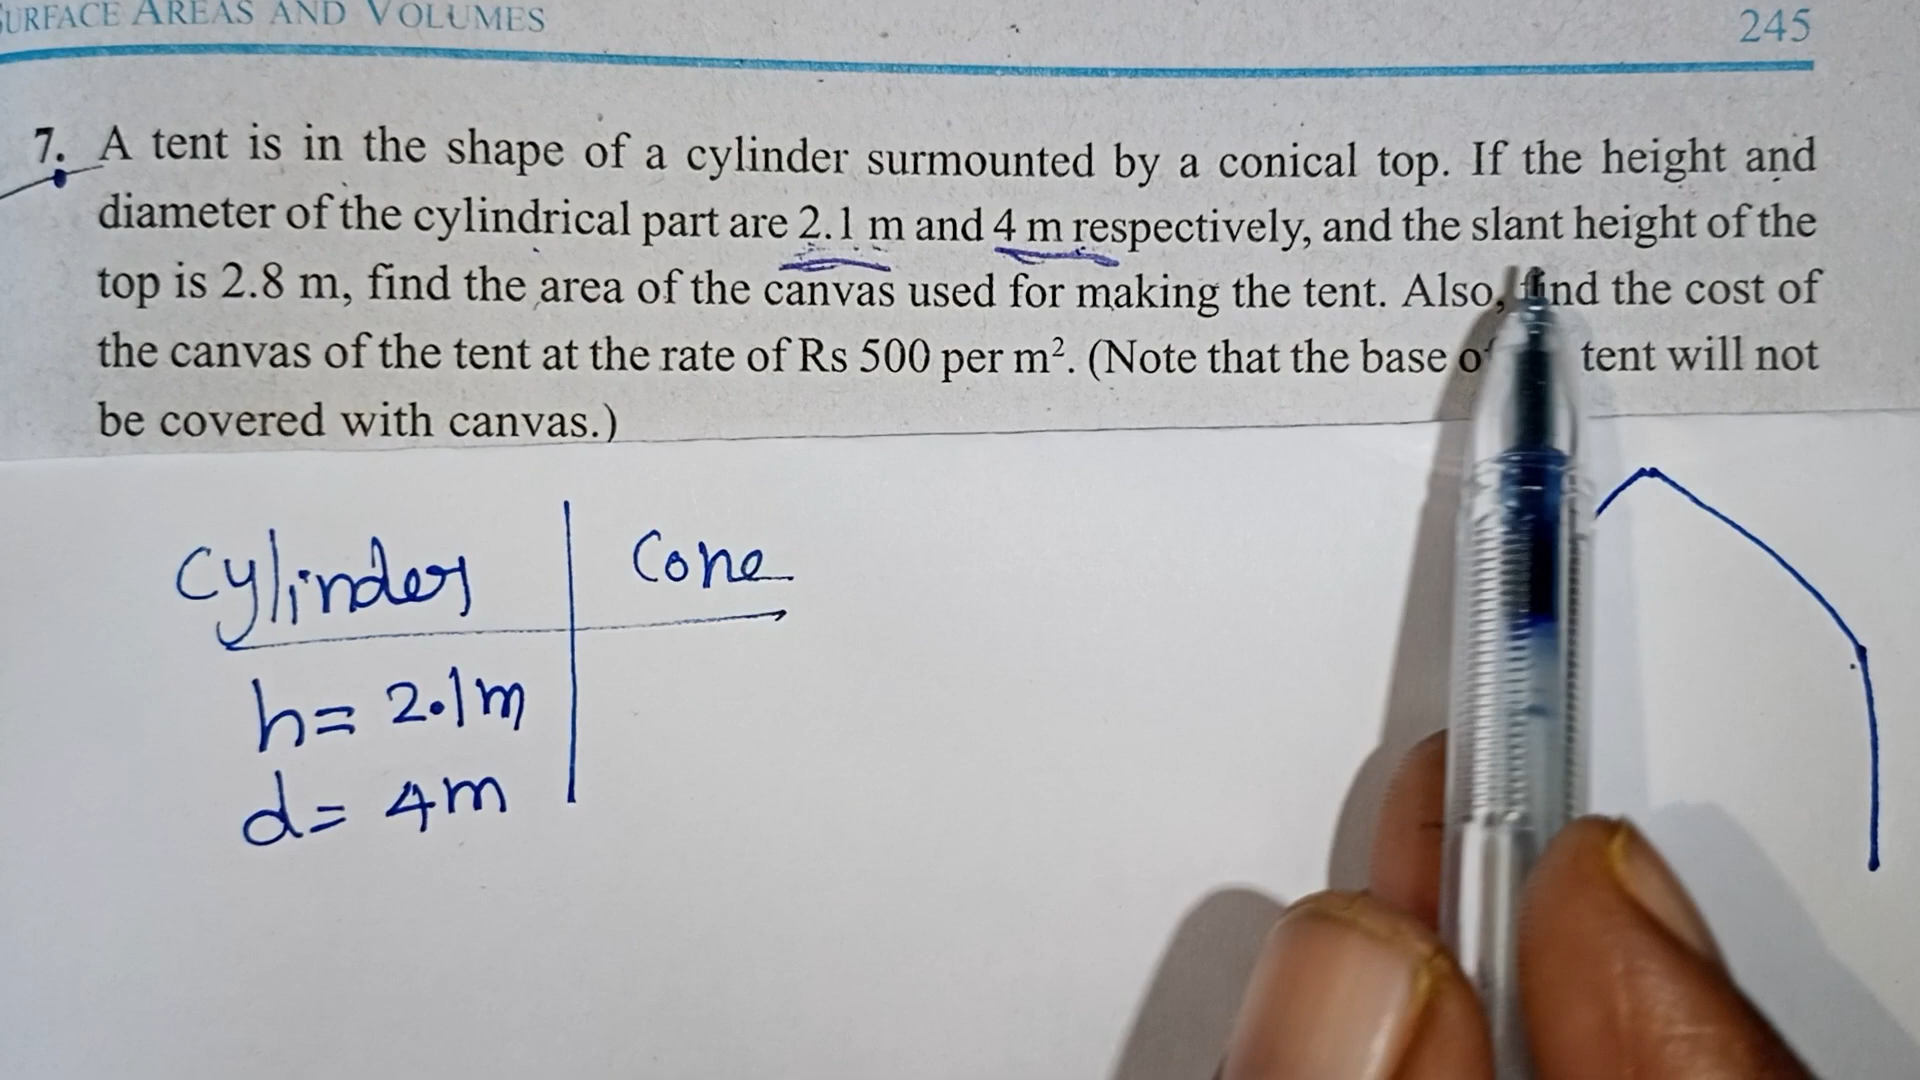 SURFACE AREAS AND VOLUMES 245
7. A tent is in the shape of a cylinder surmounted by a conical top. If the height and
diameter of the cylindrical part are 2.1 m and 4 m respectively, and the slant height of the
top is 2.8 m, find the area of the canvas used for making the tent. Also, find the cost of
the canvas of the tent at the rate of Rs 500 per m². (Note that the base tent will not
be covered with canvas.)
Cylinder Cone
h= 2.1m
d= 4m